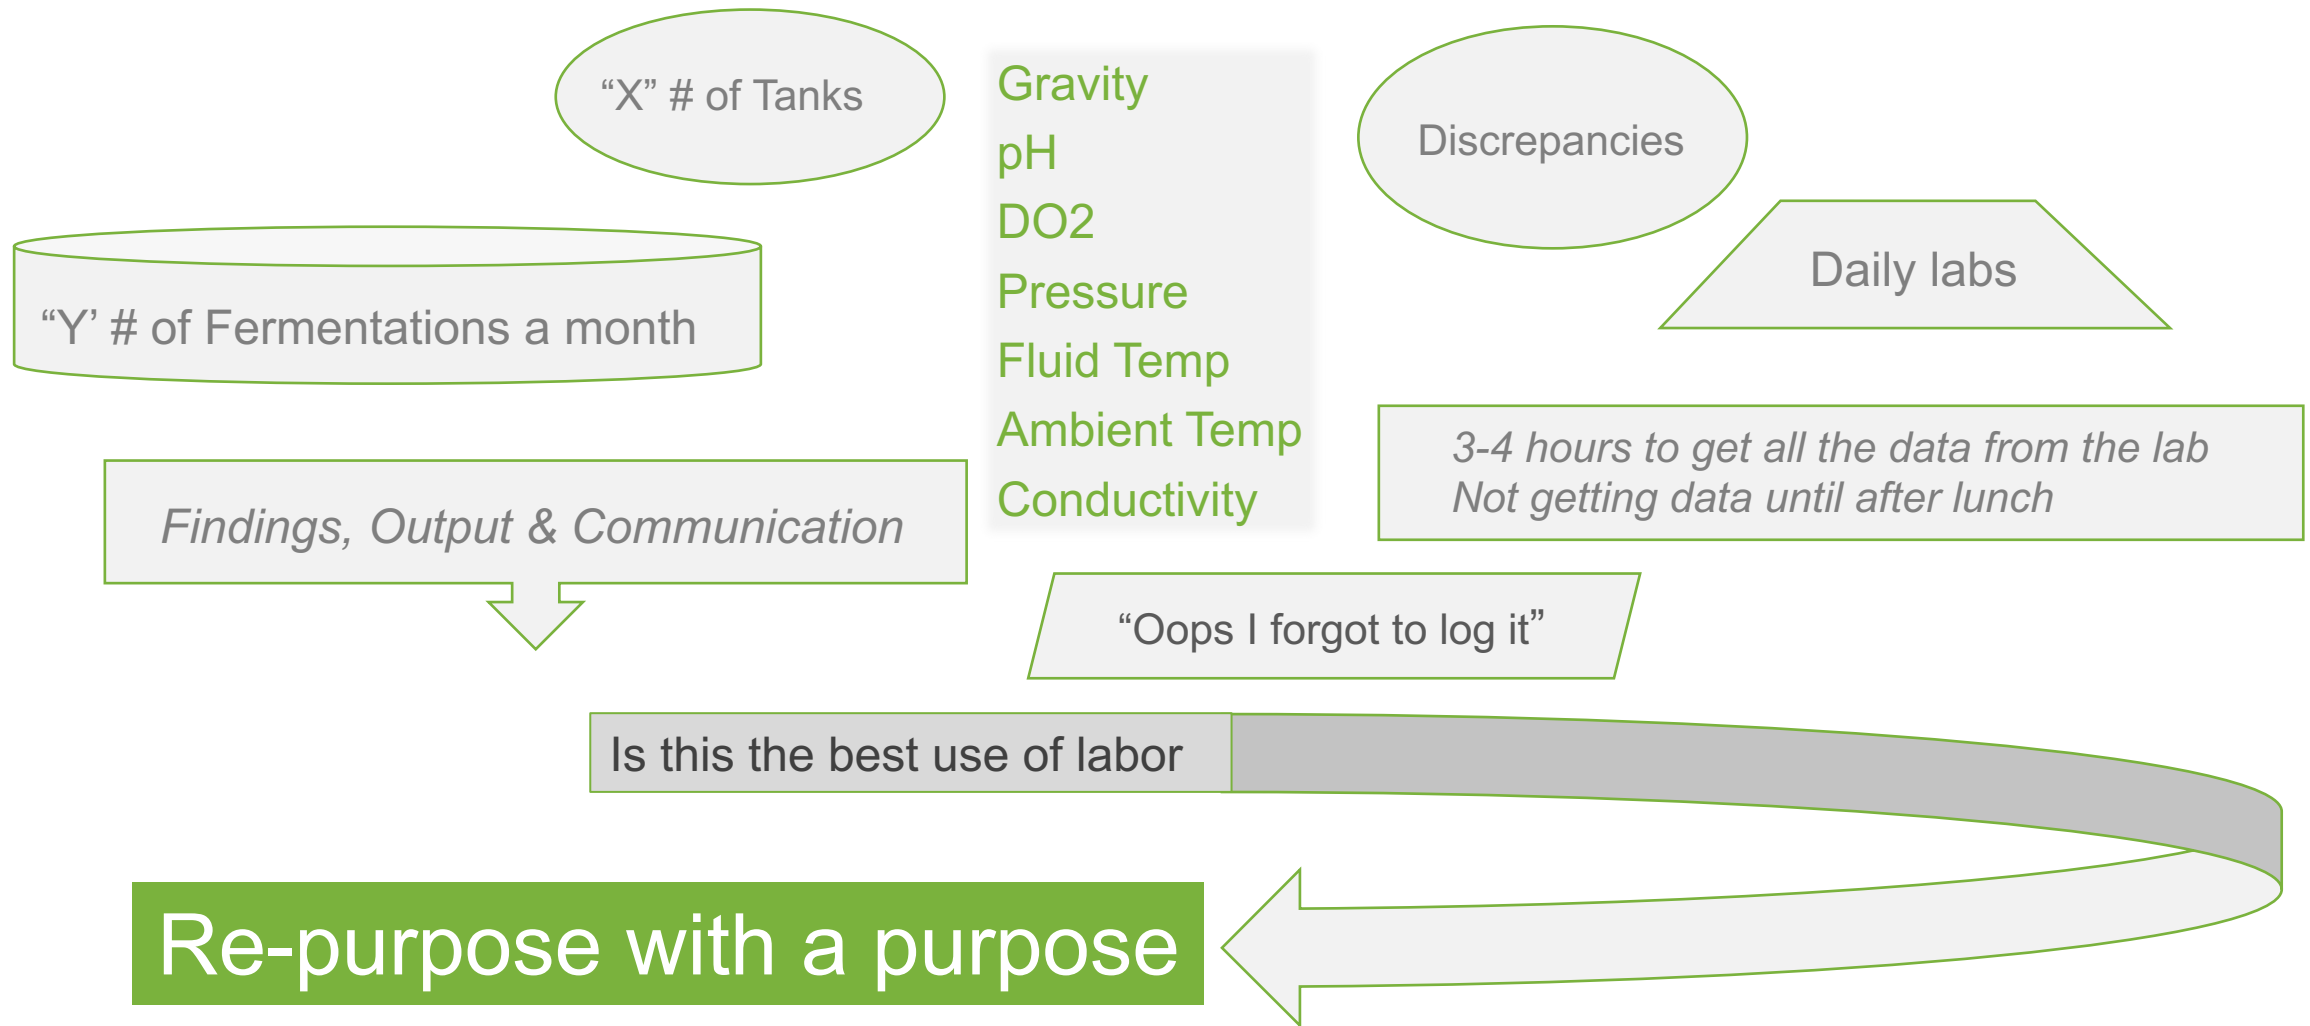 “X” # of Tanks
Gravity
pH
DO2
Pressure
Fluid Temp
Ambient Temp
Conductivity
Discrepancies
Daily labs
“Y’ # of Fermentations a month
3-4 hours to get all the data from the lab
Not getting data until after lunch
Findings, Output & Communication
“Oops I forgot to log it”
Is this the best use of labor
Re-purpose with a purpose